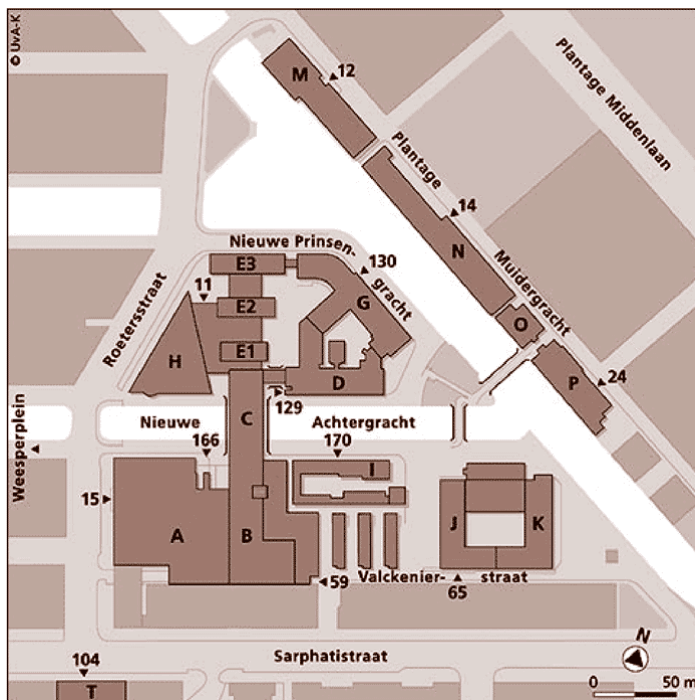 © UvA-K
M
12
Plantage Middenlaan
Plantage
14
N
Muidergracht
Nieuwe Prinsen-
gracht
130
E3
11
E2
G
O
Roetersstraat
E1
H
D
P
24
129
Nieuwe
C
Achtergracht
166
170
Weesperplein
I
15
A
B
J
K
59
Valckenier-
straat
65
N
Sarphatistraat
104
T
0
50 m